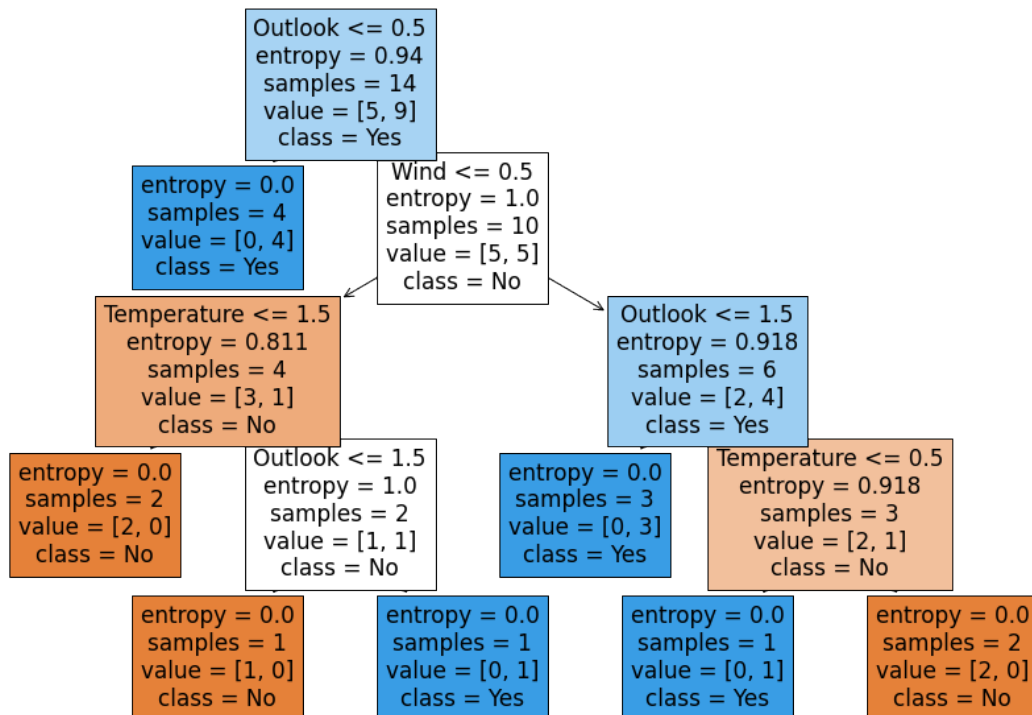 Outlook <= 0.5
entropy = 0.94
samples = 14
value = [5, 9]
class = Yes
entropy = 0.0
samples = 4
value = [0, 4]
class = Yes
Wind <= 0.5
entropy = 1.0
samples = 10
value = [5, 5]
class = No
Temperature <= 1.5
entropy = 0.811
samples = 4
value = [3, 1]
class = No
Outlook <= 1.5
entropy = 0.918
samples = 6
value = [2, 4]
class = Yes
entropy = 0.0
samples = 2
value = [2, 0]
class = No
Outlook <= 1.5
entropy = 1.0
samples = 2
value = [1, 1]
class = No
entropy = 0.0
samples = 3
value = [0, 3]
class = Yes
Temperature <= 0.5
entropy = 0.918
samples = 3
value = [2, 1]
class = No
entropy = 0.0
samples = 1
value = [1, 0]
class = No
entropy = 0.0
samples = 1
value = [0, 1]
class = Yes
entropy = 0.0
samples = 1
value = [0, 1]
class = Yes
entropy = 0.0
samples = 2
value = [2, 0]
class = No